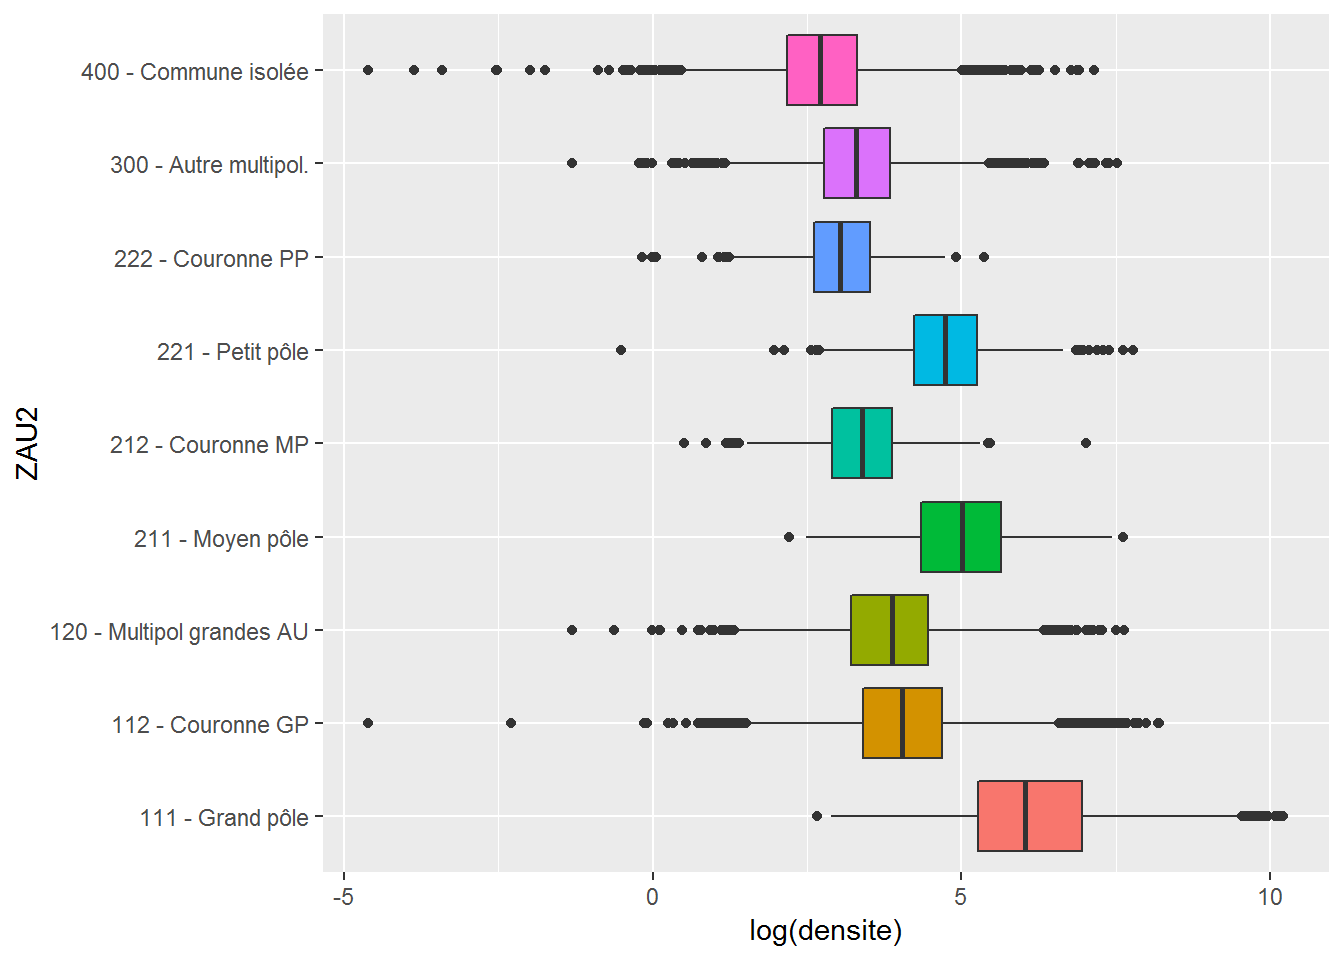 400 - Commune isolée
300 - Autre multipol.
222 - Couronne PP
221 - Petit pôle
212 - Couronne MP
211 - Moyen pôle
120 - Multipol grandes AU
112 - Couronne GP
111 - Grand pôle
ZAU2
-5 0 5 10
log(densite)